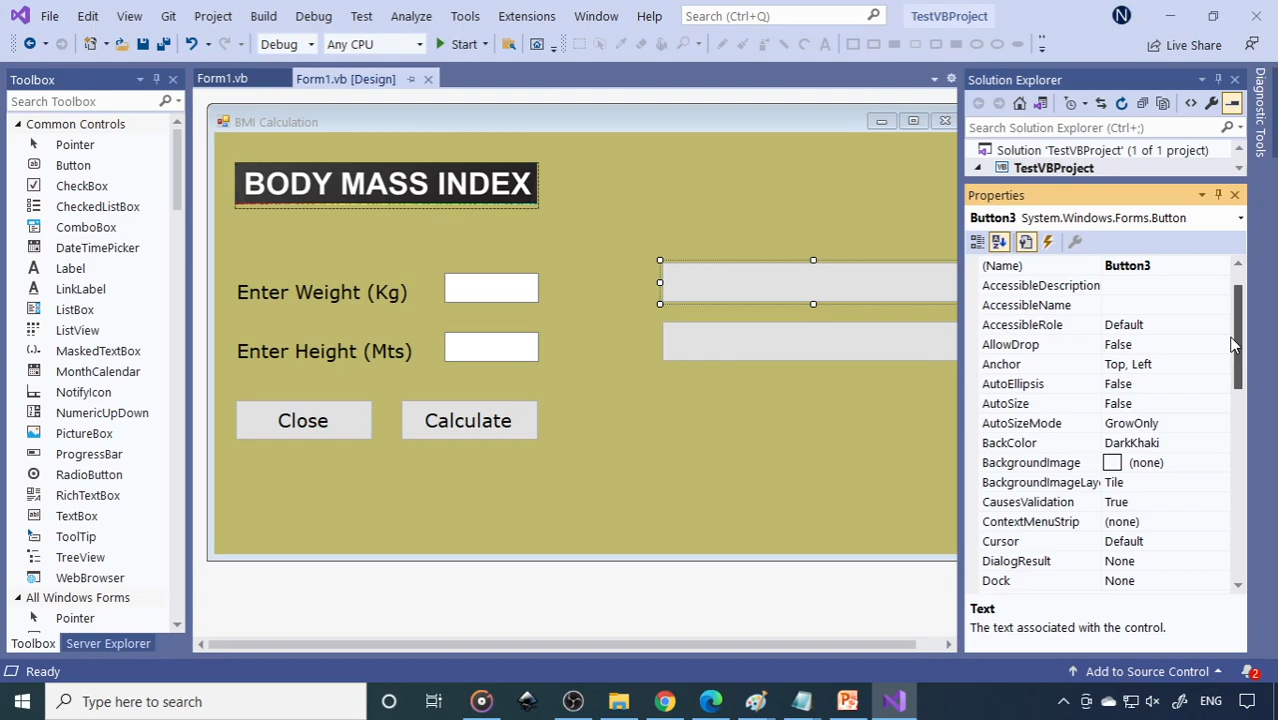 File Edit View Git Project Build Debug Test Analyze Tools Extensions Window Help Search (Ctrl+Q) TestVBProject N
Debug Any CPU Start Live Share
Toolbox
Form1.vb Form1.vb [Design]
Solution Explorer
Search Toolbox
Search Solution Explorer (Ctrl+;)
Common Controls
Pointer
Button
CheckBox
CheckedListBox
ComboBox
DateTimePicker
Label
LinkLabel
ListBox
ListView
MaskedTextBox
MonthCalendar
NotifyIcon
NumericUpDown
PictureBox
ProgressBar
RadioButton
RichTextBox
TextBox
ToolTip
TreeView
WebBrowser
All Windows Forms
Pointer
Toolbox Server Explorer
BMI Calculation
BODY MASS INDEX
Enter Weight (Kg)
Enter Height (Mts)
Close Calculate
Solution 'TestVBProject' (1 of 1 project)
TestVBProject
Properties
Button3 System.Windows.Forms.Button
(Name) Button3
AccessibleDescription
AccessibleName
AccessibleRole Default
AllowDrop False
Anchor Top, Left
AutoEllipsis False
AutoSize False
AutoSizeMode GrowOnly
BackColor DarkKhaki
BackgroundImage (none)
BackgroundImageLay Tile
CausesValidation True
ContextMenuStrip (none)
Cursor Default
DialogResult None
Dock None
Text
The text associated with the control.
Diagnostic Tools
Ready Add to Source Control 2
Type here to search ENG